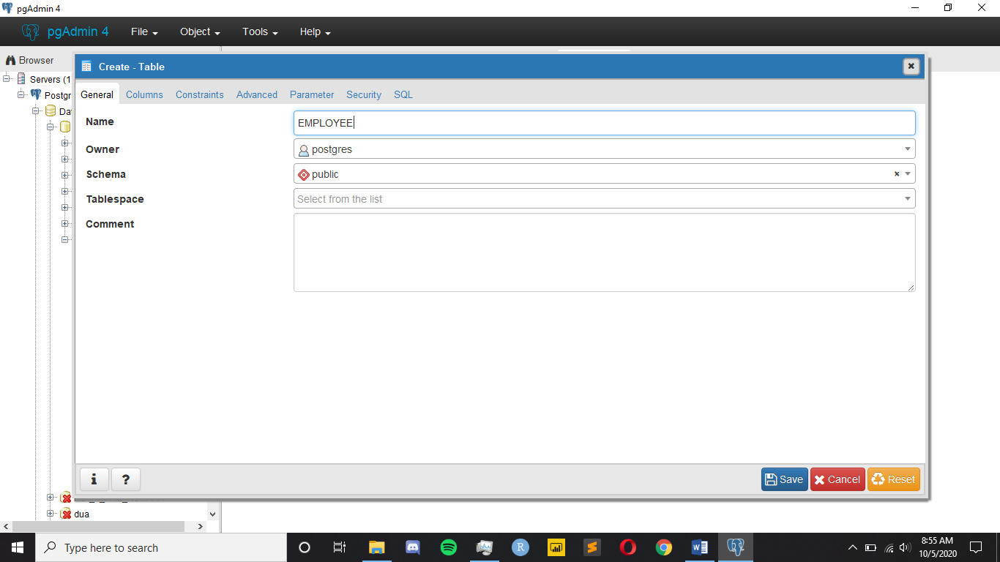 pgAdmin 4
pgAdmin 4 File Object Tools Help
Browser
Create - Table
Servers (1
Postgr
General Columns Constraints Advanced Parameter Security SQL
Dat
Name EMPLOYEE
Owner postgres
Schema public
Tablespace Select from the list
Comment
i ? Save Cancel Reset
dua
Type here to search
R
8:55 AM
10/5/2020